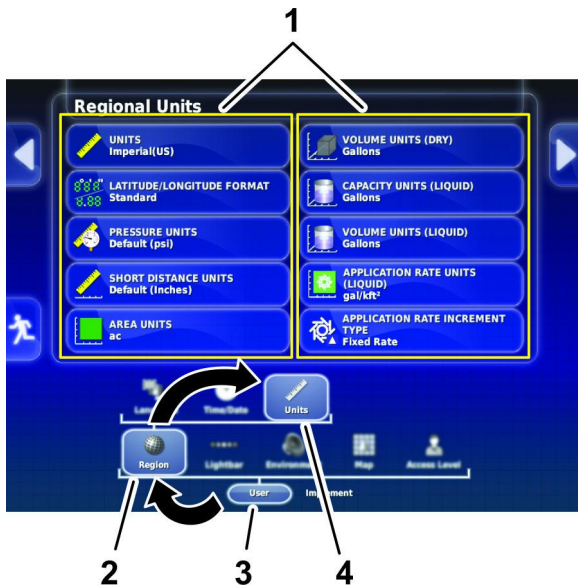 1
Regional Units
UNITS
Imperial(US)
LATITUDE/LONGITUDE FORMAT
Standard
PRESSURE UNITS
Default (psi)
SHORT DISTANCE UNITS
Default (Inches)
AREA UNITS
ac
VOLUME UNITS (DRY)
Gallons
CAPACITY UNITS (LIQUID)
Gallons
VOLUME UNITS (LIQUID)
Gallons
APPLICATION RATE UNITS
(LIQUID)
gal/kft²
APPLICATION RATE INCREMENT
TYPE
Fixed Rate
Time/Date
Units
Region
Lightbar
Map
Access Level
User
Implement
2
3
4